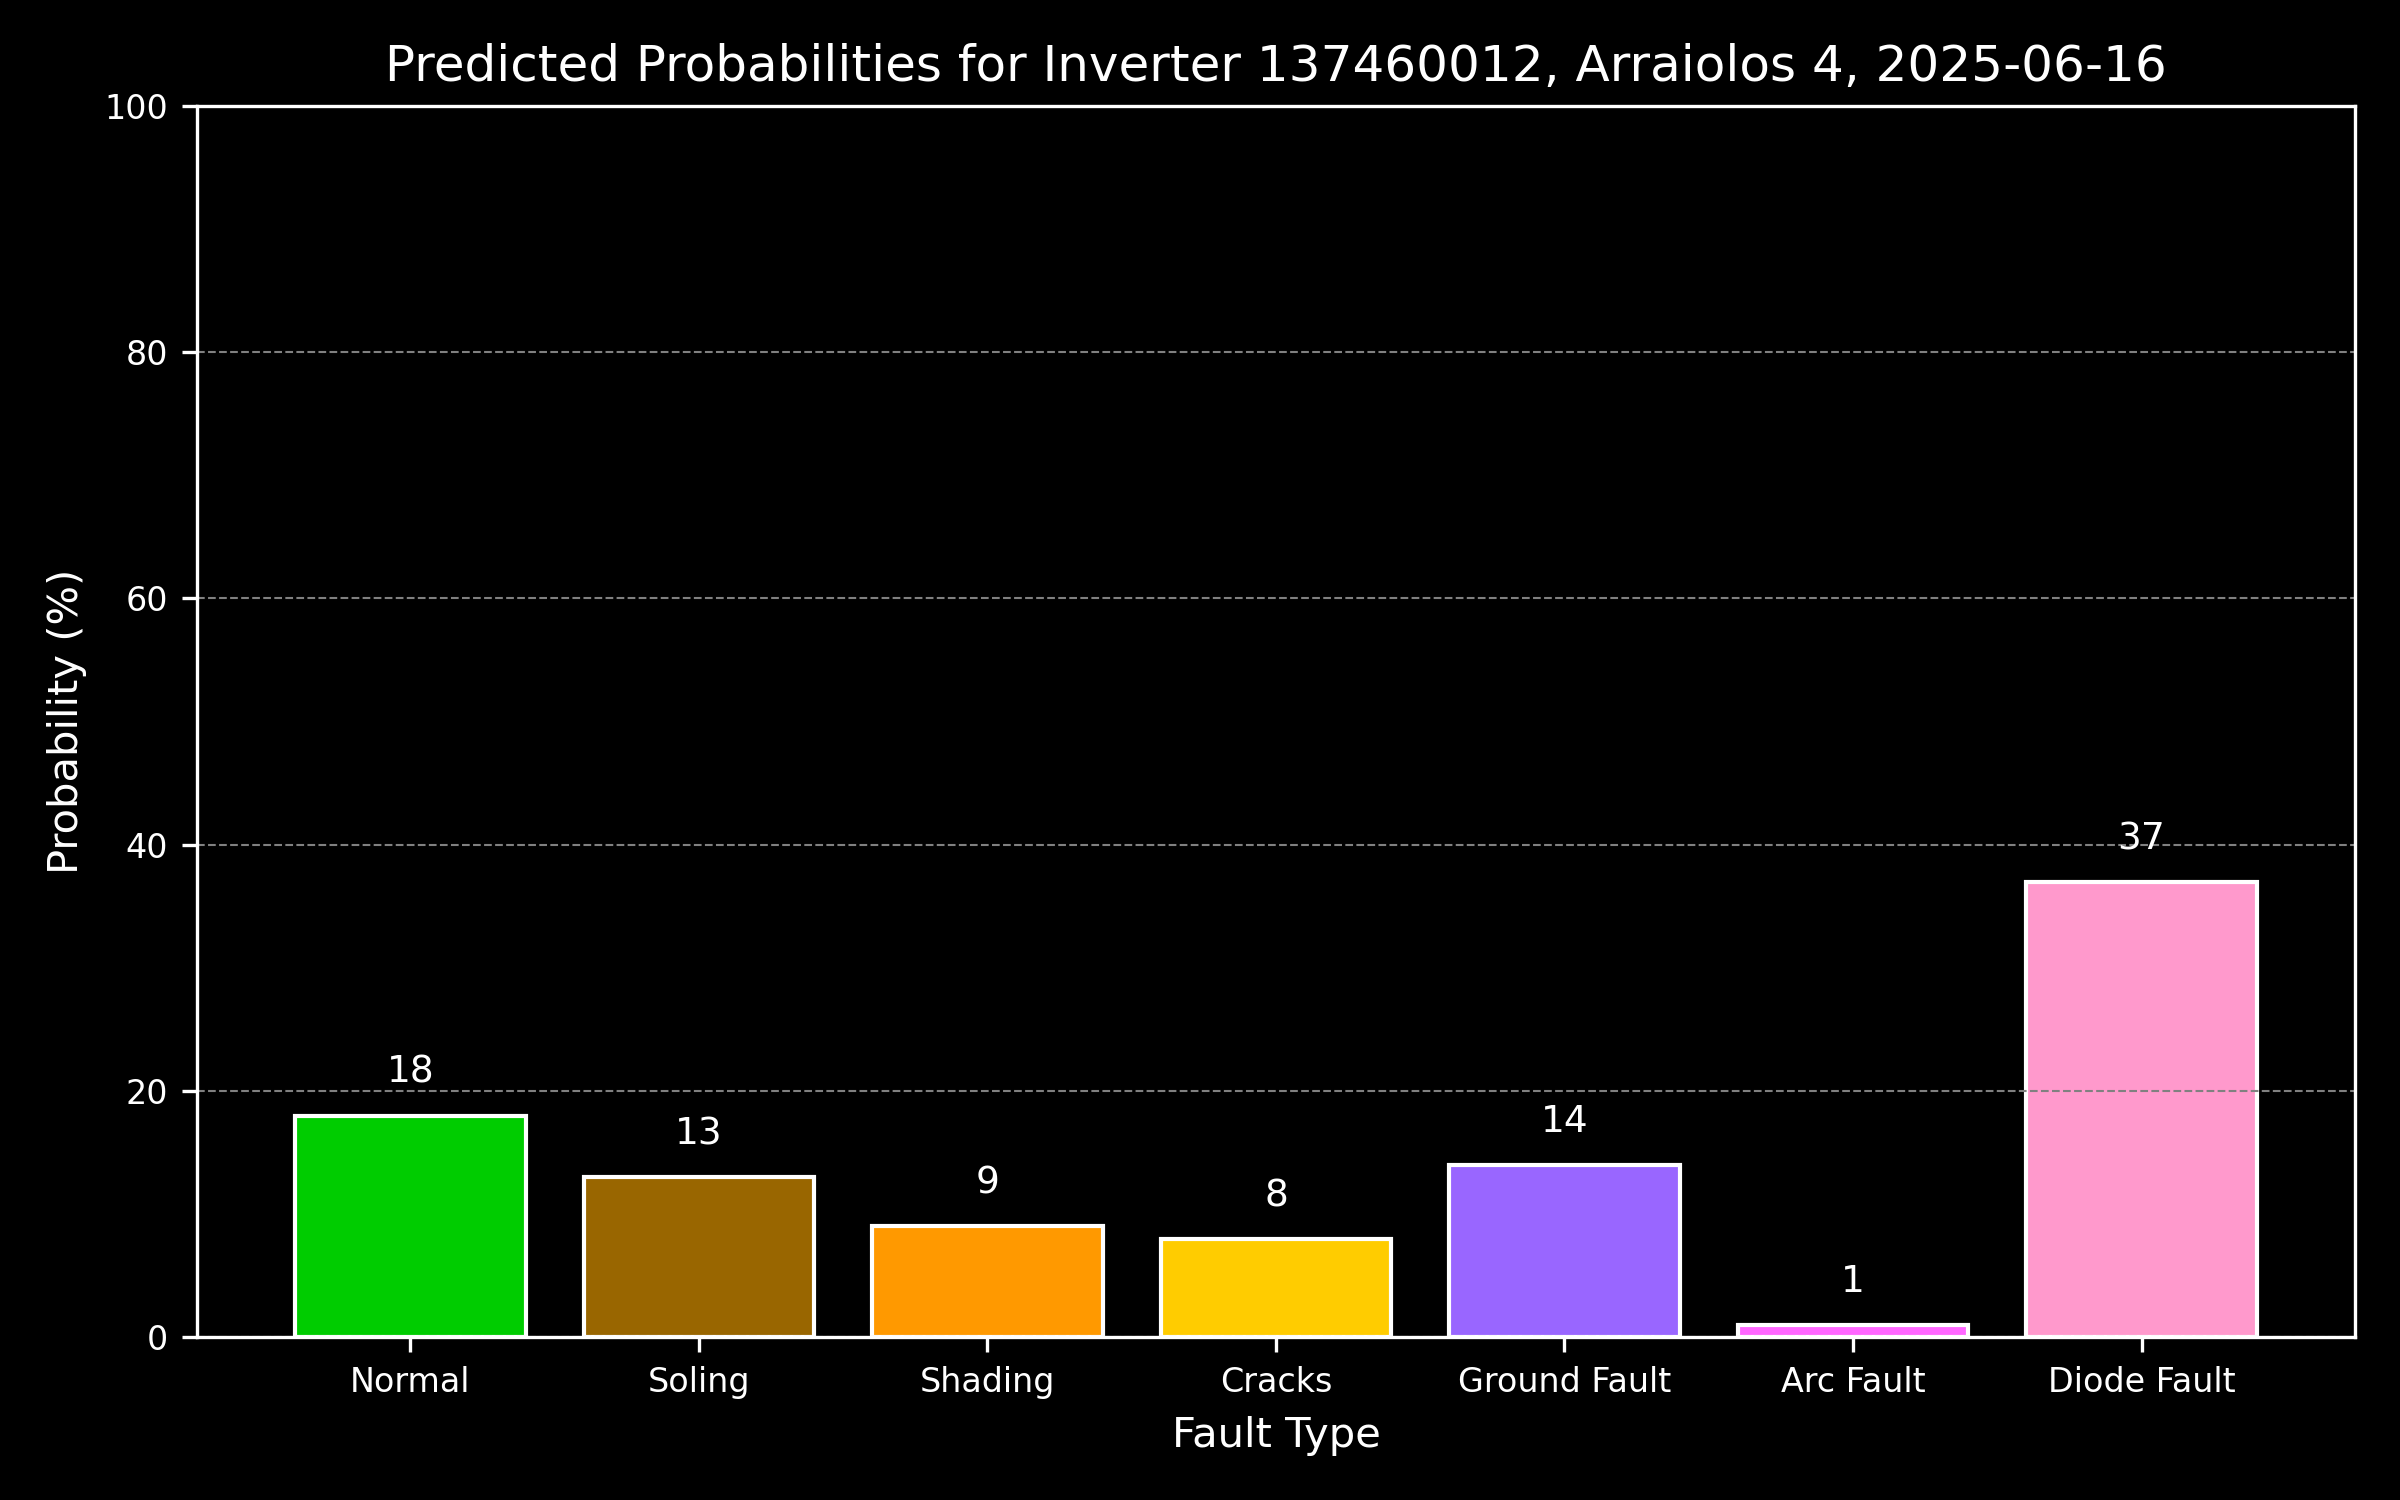 Predicted Probabilities for Inverter 137460012, Arraiolos 4, 2025-06-16
100
80
60
40
20
0
Probability (%)
18
13
9
8
14
1
37
Normal
Soling
Shading
Cracks
Ground Fault
Arc Fault
Diode Fault
Fault Type